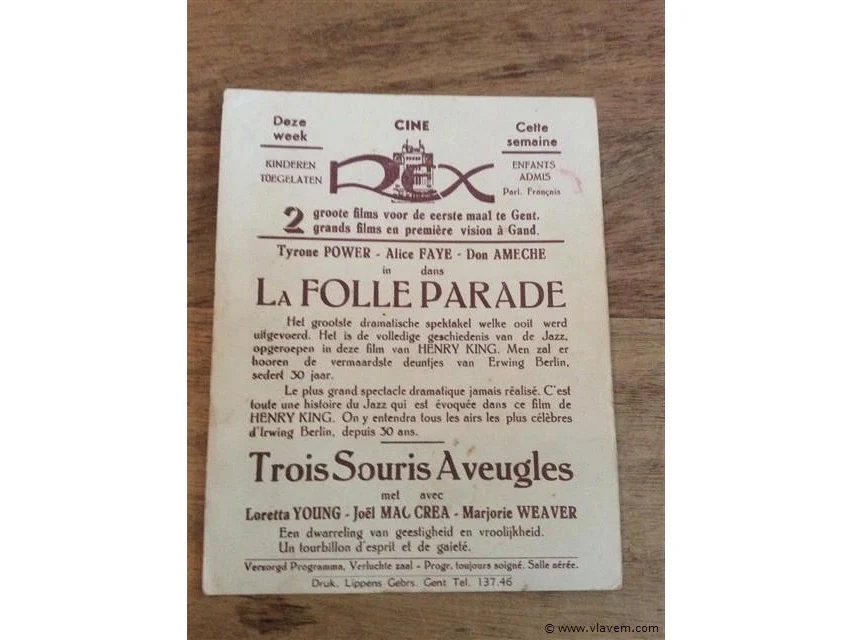 Deze week
CINE
Cette semaine
KINDEREN TOEGELATEN
REX
ENFANTS ADMIS
Parl. Français
2 groote films voor de eerste maal te Gent.
grands films en première vision à Gand.
Tyrone POWER - Alice FAYE - Don AMECHE
in dans
LA FOLLE PARADE
Het grootste dramatische spektakel welke ooit werd
uitgevoerd. Het is de volledige geschiedenis van de Jazz,
opgeroepen in deze film van HENRY KING. Men zal er
hooren de vermaardste deuntjes van Erwing Berlin,
sedert 30 jaar.
Le plus grand spectacle dramatique jamais réalisé. C'est
toute une histoire du Jazz qui est évoquée dans ce film de
HENRY KING. On y entendra tous les airs les plus célèbres
d'Irwing Berlin, depuis 30 ans.
Trois Souris Aveugles
met avec
Loretta YOUNG - Joël MAC CREA - Marjorie WEAVER
Een dwarreling van geestigheid en vroolijkheid.
Un tourbillon d'esprit et de gaieté.
Verzorgd Programma, Verluchte zaal - Progr. toujours soigné. Salle aérée.
Druk. Lippens Gebrs. Gent Tel. 137.46
© www.vlavem.com